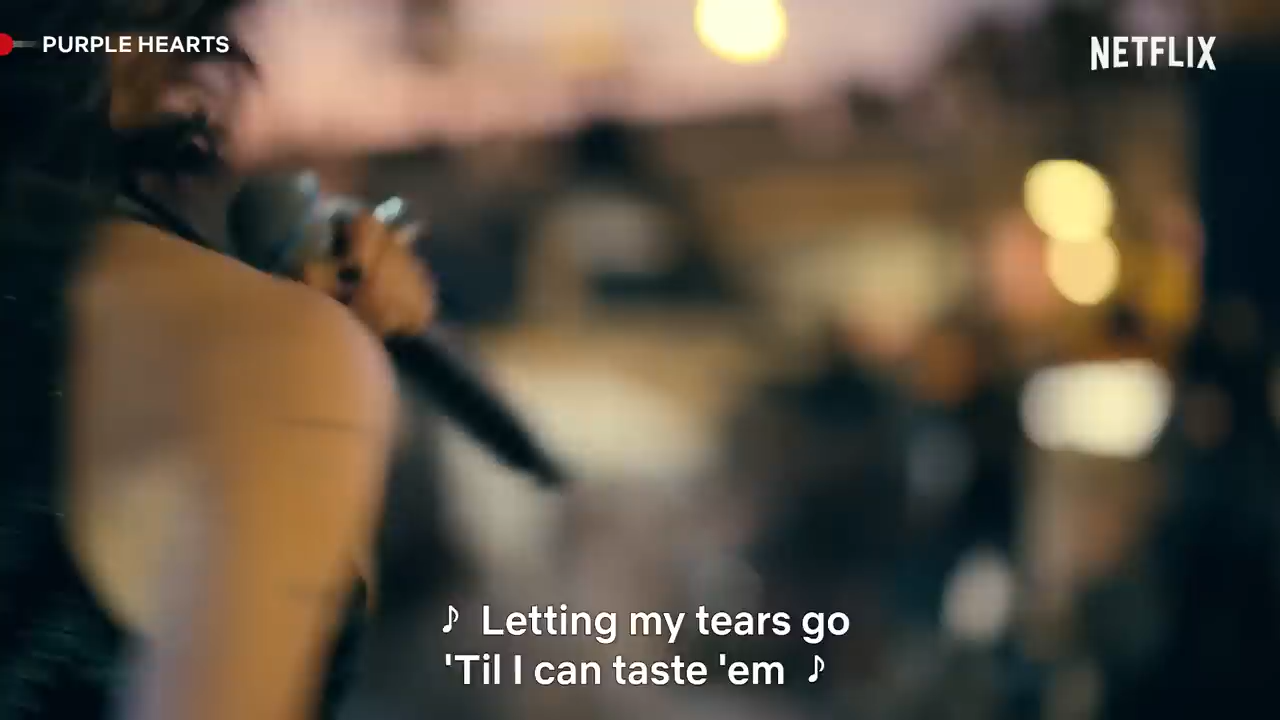 PURPLE HEARTS
NETFLIX
♪ Letting my tears go
'Til I can taste 'em ♪